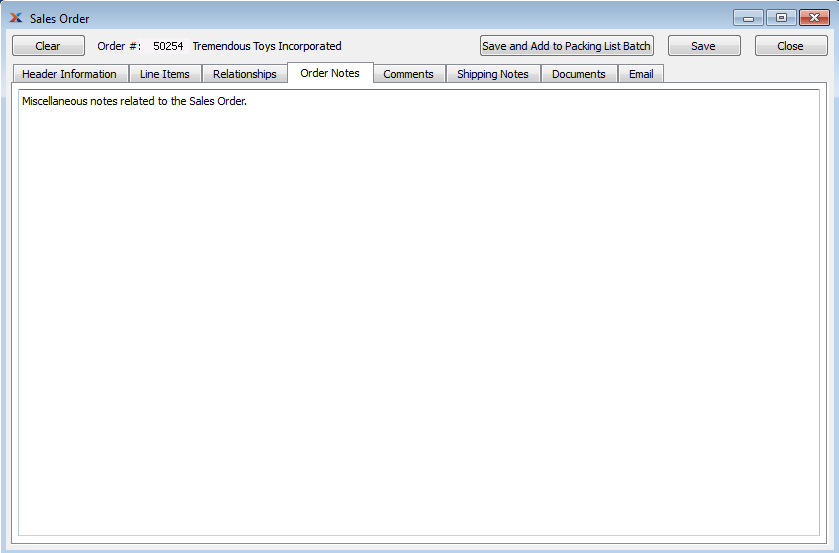 Sales Order
Clear Order #: 50254 Tremendous Toys Incorporated Save and Add to Packing List Batch Save Close
Header Information Line Items Relationships Order Notes Comments Shipping Notes Documents Email
Miscellaneous notes related to the Sales Order.